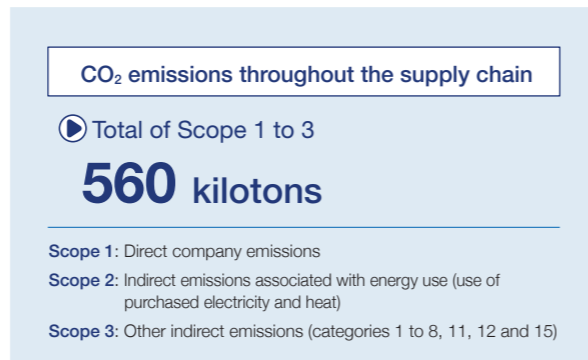 CO₂ emissions throughout the supply chain
Total of Scope 1 to 3
560 kilotons
Scope 1: Direct company emissions
Scope 2: Indirect emissions associated with energy use (use of
purchased electricity and heat)
Scope 3: Other indirect emissions (categories 1 to 8, 11, 12 and 15)